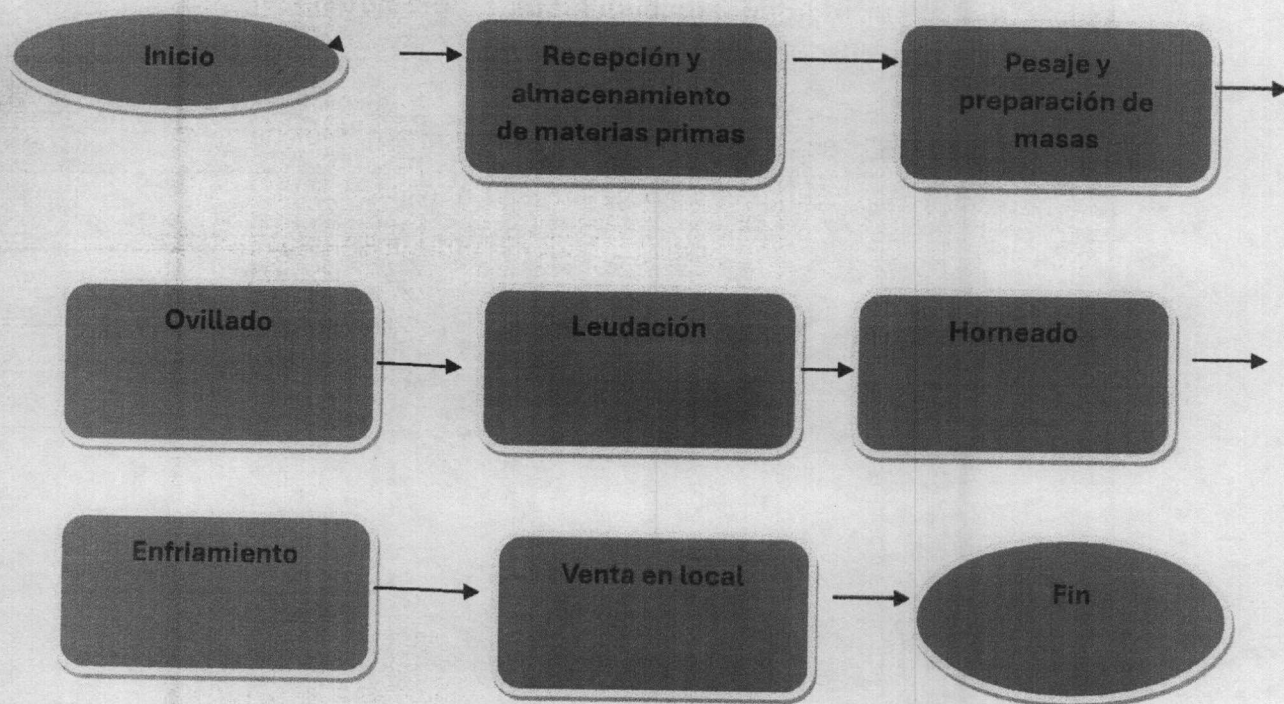 Inicio
Recepción y
almacenamiento
de materias primas
Pesaje y
preparación de
masas
Ovillado
Leudación
Horneado
Enfriamiento
Venta en local
Fin